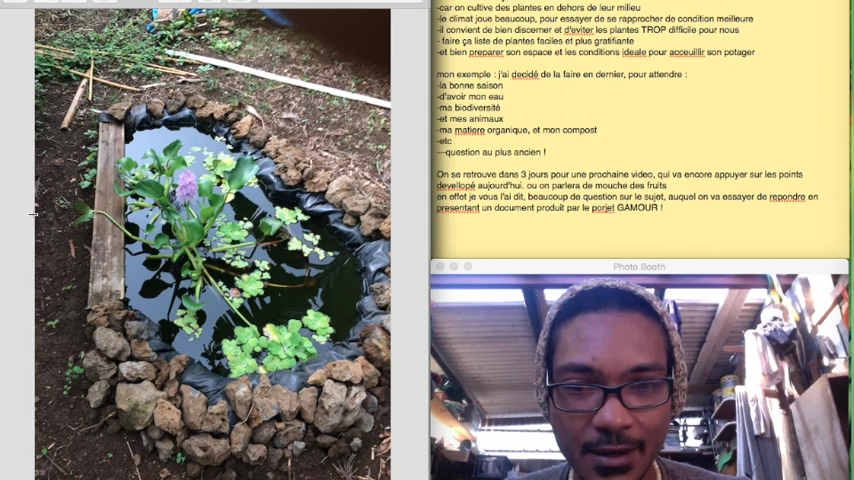 -car on cultive des plantes en dehors de leur milieu
-le climat joue beaucoup, pour essayer de se rapprocher de condition meilleure
-il convient de bien discerner et d'eviter les plantes TROP difficile pour nous
- faire ça liste de plantes faciles et plus gratifiante
-et bien preparer son espace et les conditions ideale pour acceuillir son potager
mon exemple : j'ai decidé de la faire en dernier, pour attendre :
-la bonne saison
-d'avoir mon eau
-ma biodiversité
-et mes animaux
-ma matiere organique, et mon compost
-etc
---question au plus ancien !
On se retrouve dans 3 jours pour une prochaine video, qui va encore appuyer sur les points
devellopé aujourd'hui. ou on parlera de mouche des fruits
en effet je vous l'ai dit, beaucoup de question sur le sujet, auquel on va essayer de repondre en
presentant un document produit par le porjet GAMOUR !
Photo Booth